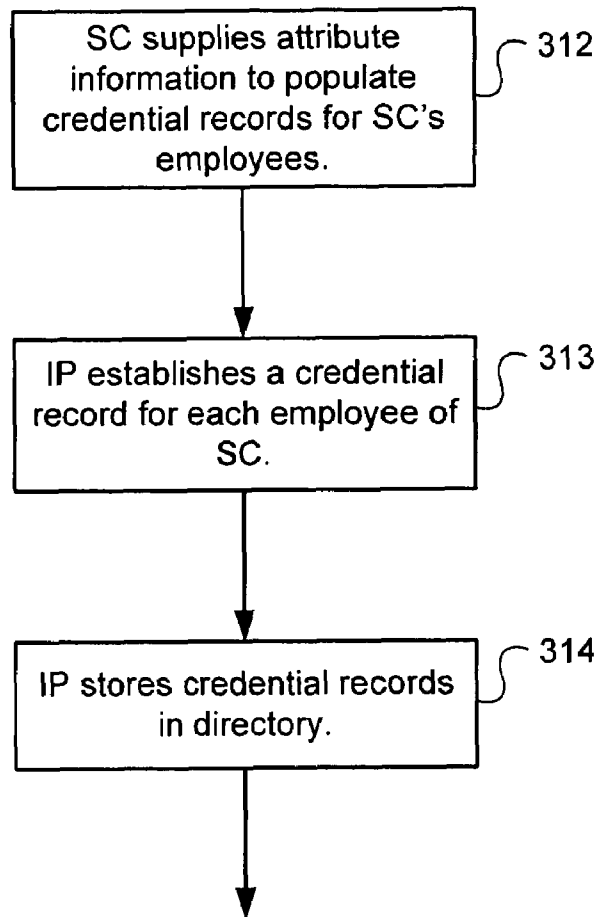 SC supplies attribute
information to populate
credential records for SC's
employees.
312
IP establishes a credential
record for each employee of
SC.
313
IP stores credential records
in directory.
314